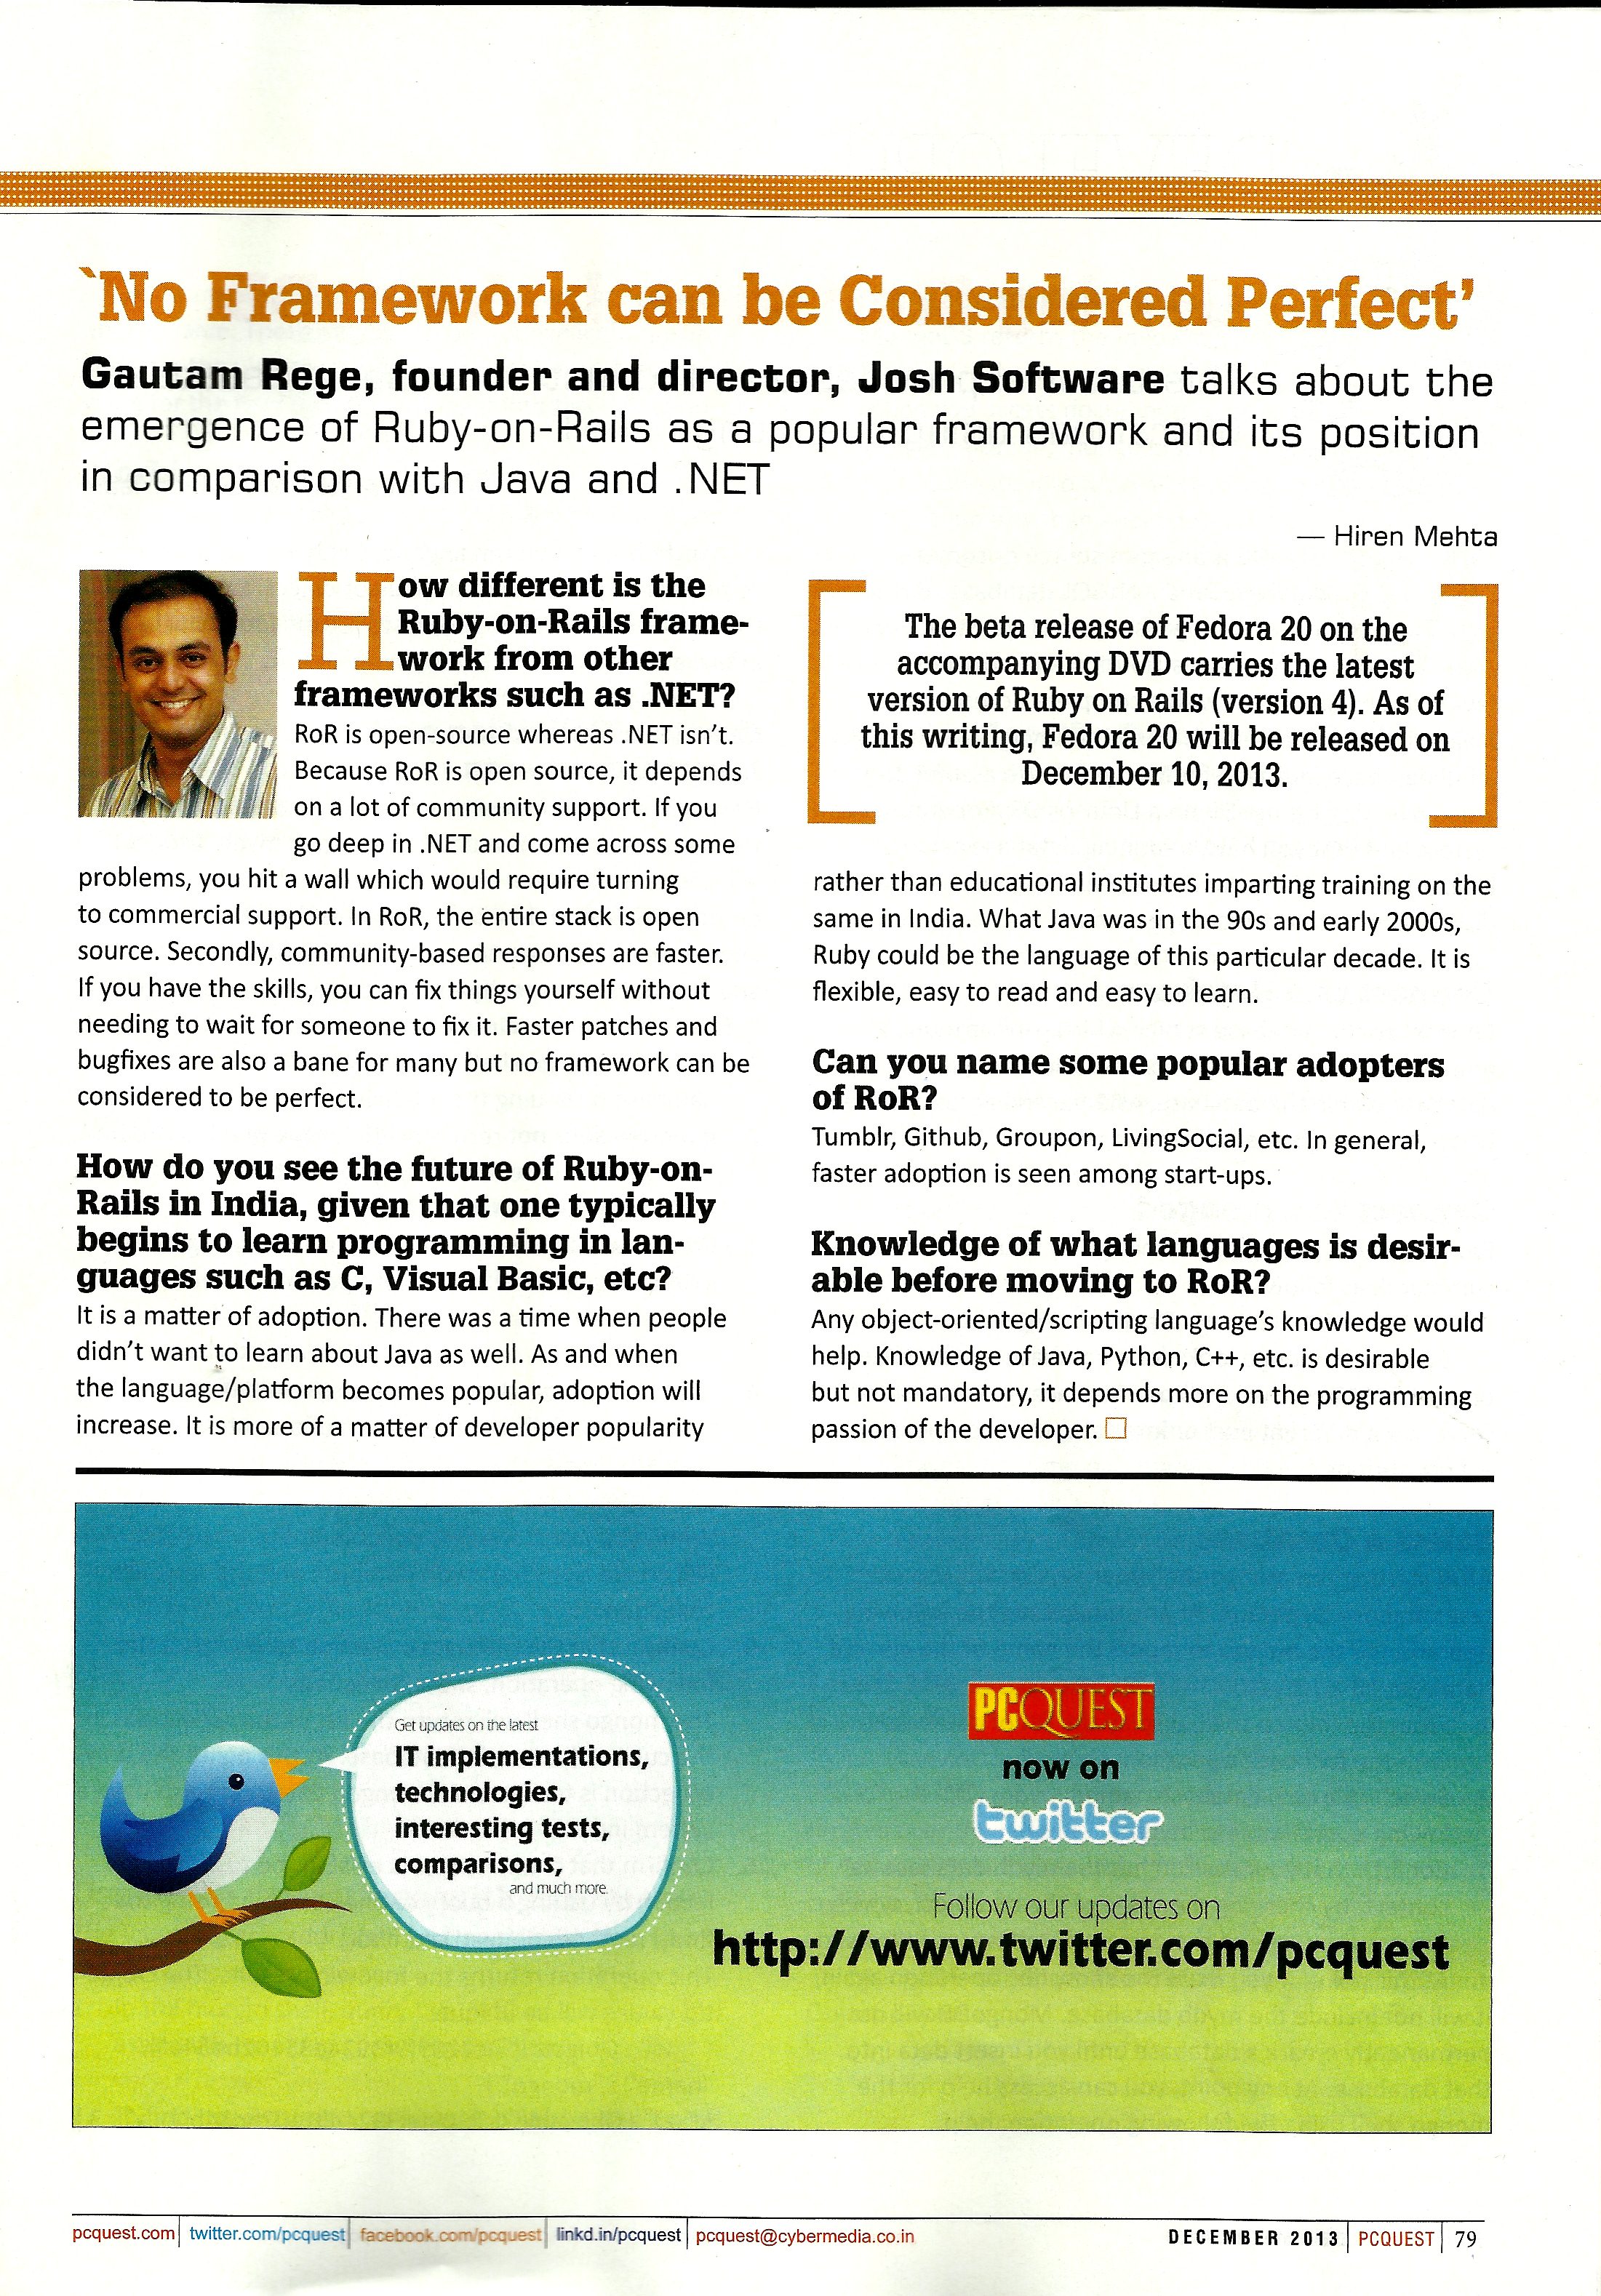 `No Framework can be Considered Perfect'
Gautam Rege, founder and director, Josh Software talks about the
emergence of Ruby-on-Rails as a popular framework and its position
in comparison with Java and .NET
— Hiren Mehta
How different is the
Ruby-on-Rails frame-
work from other
frameworks such as .NET?
RoR is open-source whereas .NET isn't.
Because RoR is open source, it depends
on a lot of community support. If you
go deep in .NET and come across some
problems, you hit a wall which would require turning
to commercial support. In RoR, the entire stack is open
source. Secondly, community-based responses are faster.
If you have the skills, you can fix things yourself without
needing to wait for someone to fix it. Faster patches and
bugfixes are also a bane for many but no framework can be
considered to be perfect.
How do you see the future of Ruby-on-
Rails in India, given that one typically
begins to learn programming in lan-
guages such as C, Visual Basic, etc?
It is a matter of adoption. There was a time when people
didn't want to learn about Java as well. As and when
the language/platform becomes popular, adoption will
increase. It is more of a matter of developer popularity
The beta release of Fedora 20 on the
accompanying DVD carries the latest
version of Ruby on Rails (version 4). As of
this writing, Fedora 20 will be released on
December 10, 2013.
rather than educational institutes imparting training on the
same in India. What Java was in the 90s and early 2000s,
Ruby could be the language of this particular decade. It is
flexible, easy to read and easy to learn.
Can you name some popular adopters
of RoR?
Tumblr, Github, Groupon, LivingSocial, etc. In general,
faster adoption is seen among start-ups.
Knowledge of what languages is desir-
able before moving to RoR?
Any object-oriented/scripting language's knowledge would
help. Knowledge of Java, Python, C++, etc. is desirable
but not mandatory, it depends more on the programming
passion of the developer.
Get updates on the latest
IT implementations,
technologies,
interesting tests,
comparisons,
and much more.
PCQUEST
now on
twitter
Follow our updates on
http://www.twitter.com/pcquest
pcquest.com | twitter.com/pcquest | facebook.com/pcquest | linkd.in/pcquest | pcquest@cybermedia.co.in
DECEMBER 2013 | PCQUEST | 79